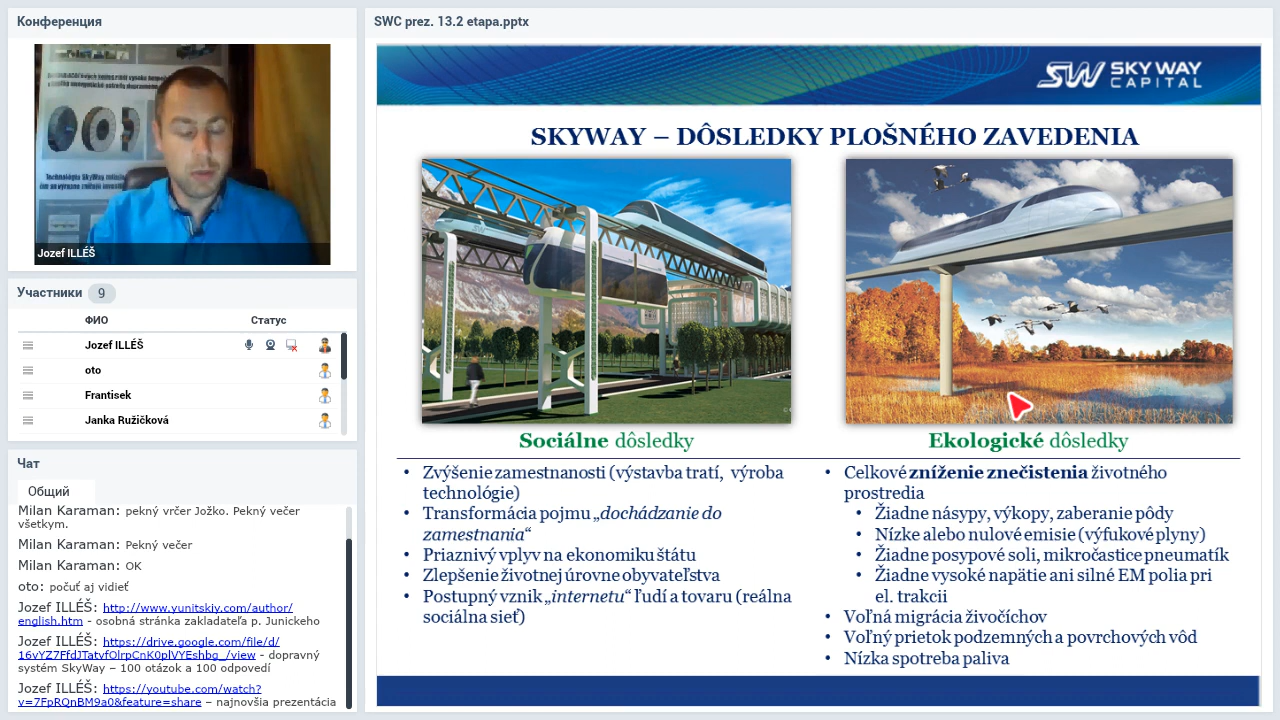 Конференция
Jozef ILLÉŠ
Участники 9
ФИО Статус
Jozef ILLÉŠ
oto
Frantisek
Janka Ružičková
Чат
Общий
Milan Karaman: pekný vrčer Jožko. Pekný večer
všetkym.
Milan Karaman: Pekný večer
Milan Karaman: OK
oto: počuť aj vidieť
Jozef ILLÉŠ: http://www.yunitskiy.com/author/
english.htm - osobná stránka zakladateľa p. Junického
Jozef ILLÉŠ: https://drive.google.com/file/d/
- dopravný
systém SkyWay – 100 otázok a 100 odpovedí
Jozef ILLÉŠ: https://youtube.com/watch?
v=7FpRQnBM9a0&feature=share – najnovšia prezentácia
SWC prez. 13.2 etapa.pptx
SW SKY WAY
CAPITAL
SKYWAY – DÔSLEDKY PLOŠNÉHO ZAVEDENIA
Sociálne dôsledky
• Zvýšenie zamestnanosti (výstavba tratí, výroba
technológie)
• Transformácia pojmu „dochádzanie do
zamestnania“
• Priaznivý vplyv na ekonomiku štátu
• Zlepšenie životnej úrovne obyvateľstva
• Postupný vznik „internetu“ ľudí a tovaru (reálna
sociálna sieť)
Ekologické dôsledky
• Celkové zníženie znečistenia životného
prostredia
• Žiadne násypy, výkopy, zaberanie pôdy
• Nízke alebo nulové emisie (výfukové plyny)
• Žiadne posypové soli, mikročastice pneumatík
• Žiadne vysoké napätie ani silné EM polia pri
el. trakcii
• Voľná migrácia živočíchov
• Voľný prietok podzemných a povrchových vôd
• Nízka spotreba paliva